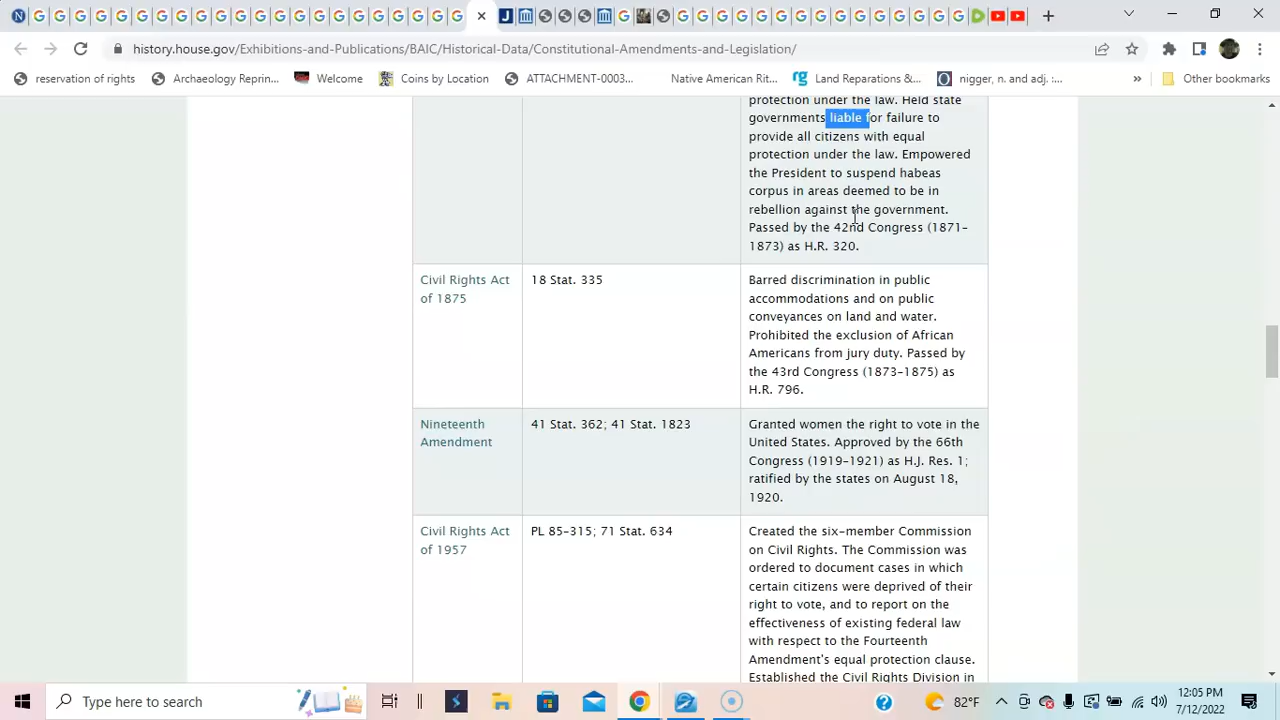 history.house.gov/Exhibitions-and-Publications/BAIC/Historical-Data/Constitutional-Amendments-and-Legislation/
reservation of rights
Archaeology Reprin...
Welcome
Coins by Location
ATTACHMENT-0003...
Native American Rit...
Land Reparations &...
nigger, n. and adj. :...
»
Other bookmarks
protection under the law. Held state
governments liable for failure to
provide all citizens with equal
protection under the law. Empowered
the President to suspend habeas
corpus in areas deemed to be in
rebellion against the government.
Passed by the 42nd Congress (1871–
1873) as H.R. 320.
Civil Rights Act
of 1875
18 Stat. 335
Barred discrimination in public
accommodations and on public
conveyances on land and water.
Prohibited the exclusion of African
Americans from jury duty. Passed by
the 43rd Congress (1873–1875) as
H.R. 796.
Nineteenth
Amendment
41 Stat. 362; 41 Stat. 1823
Granted women the right to vote in the
United States. Approved by the 66th
Congress (1919–1921) as H.J. Res. 1;
ratified by the states on August 18,
1920.
Civil Rights Act
of 1957
PL 85–315; 71 Stat. 634
Created the six–member Commission
on Civil Rights. The Commission was
ordered to document cases in which
certain citizens were deprived of their
right to vote, and to report on the
effectiveness of existing federal law
with respect to the Fourteenth
Amendment's equal protection clause.
Established the Civil Rights Division in
Type here to search
82°F
12:05 PM
7/12/2022